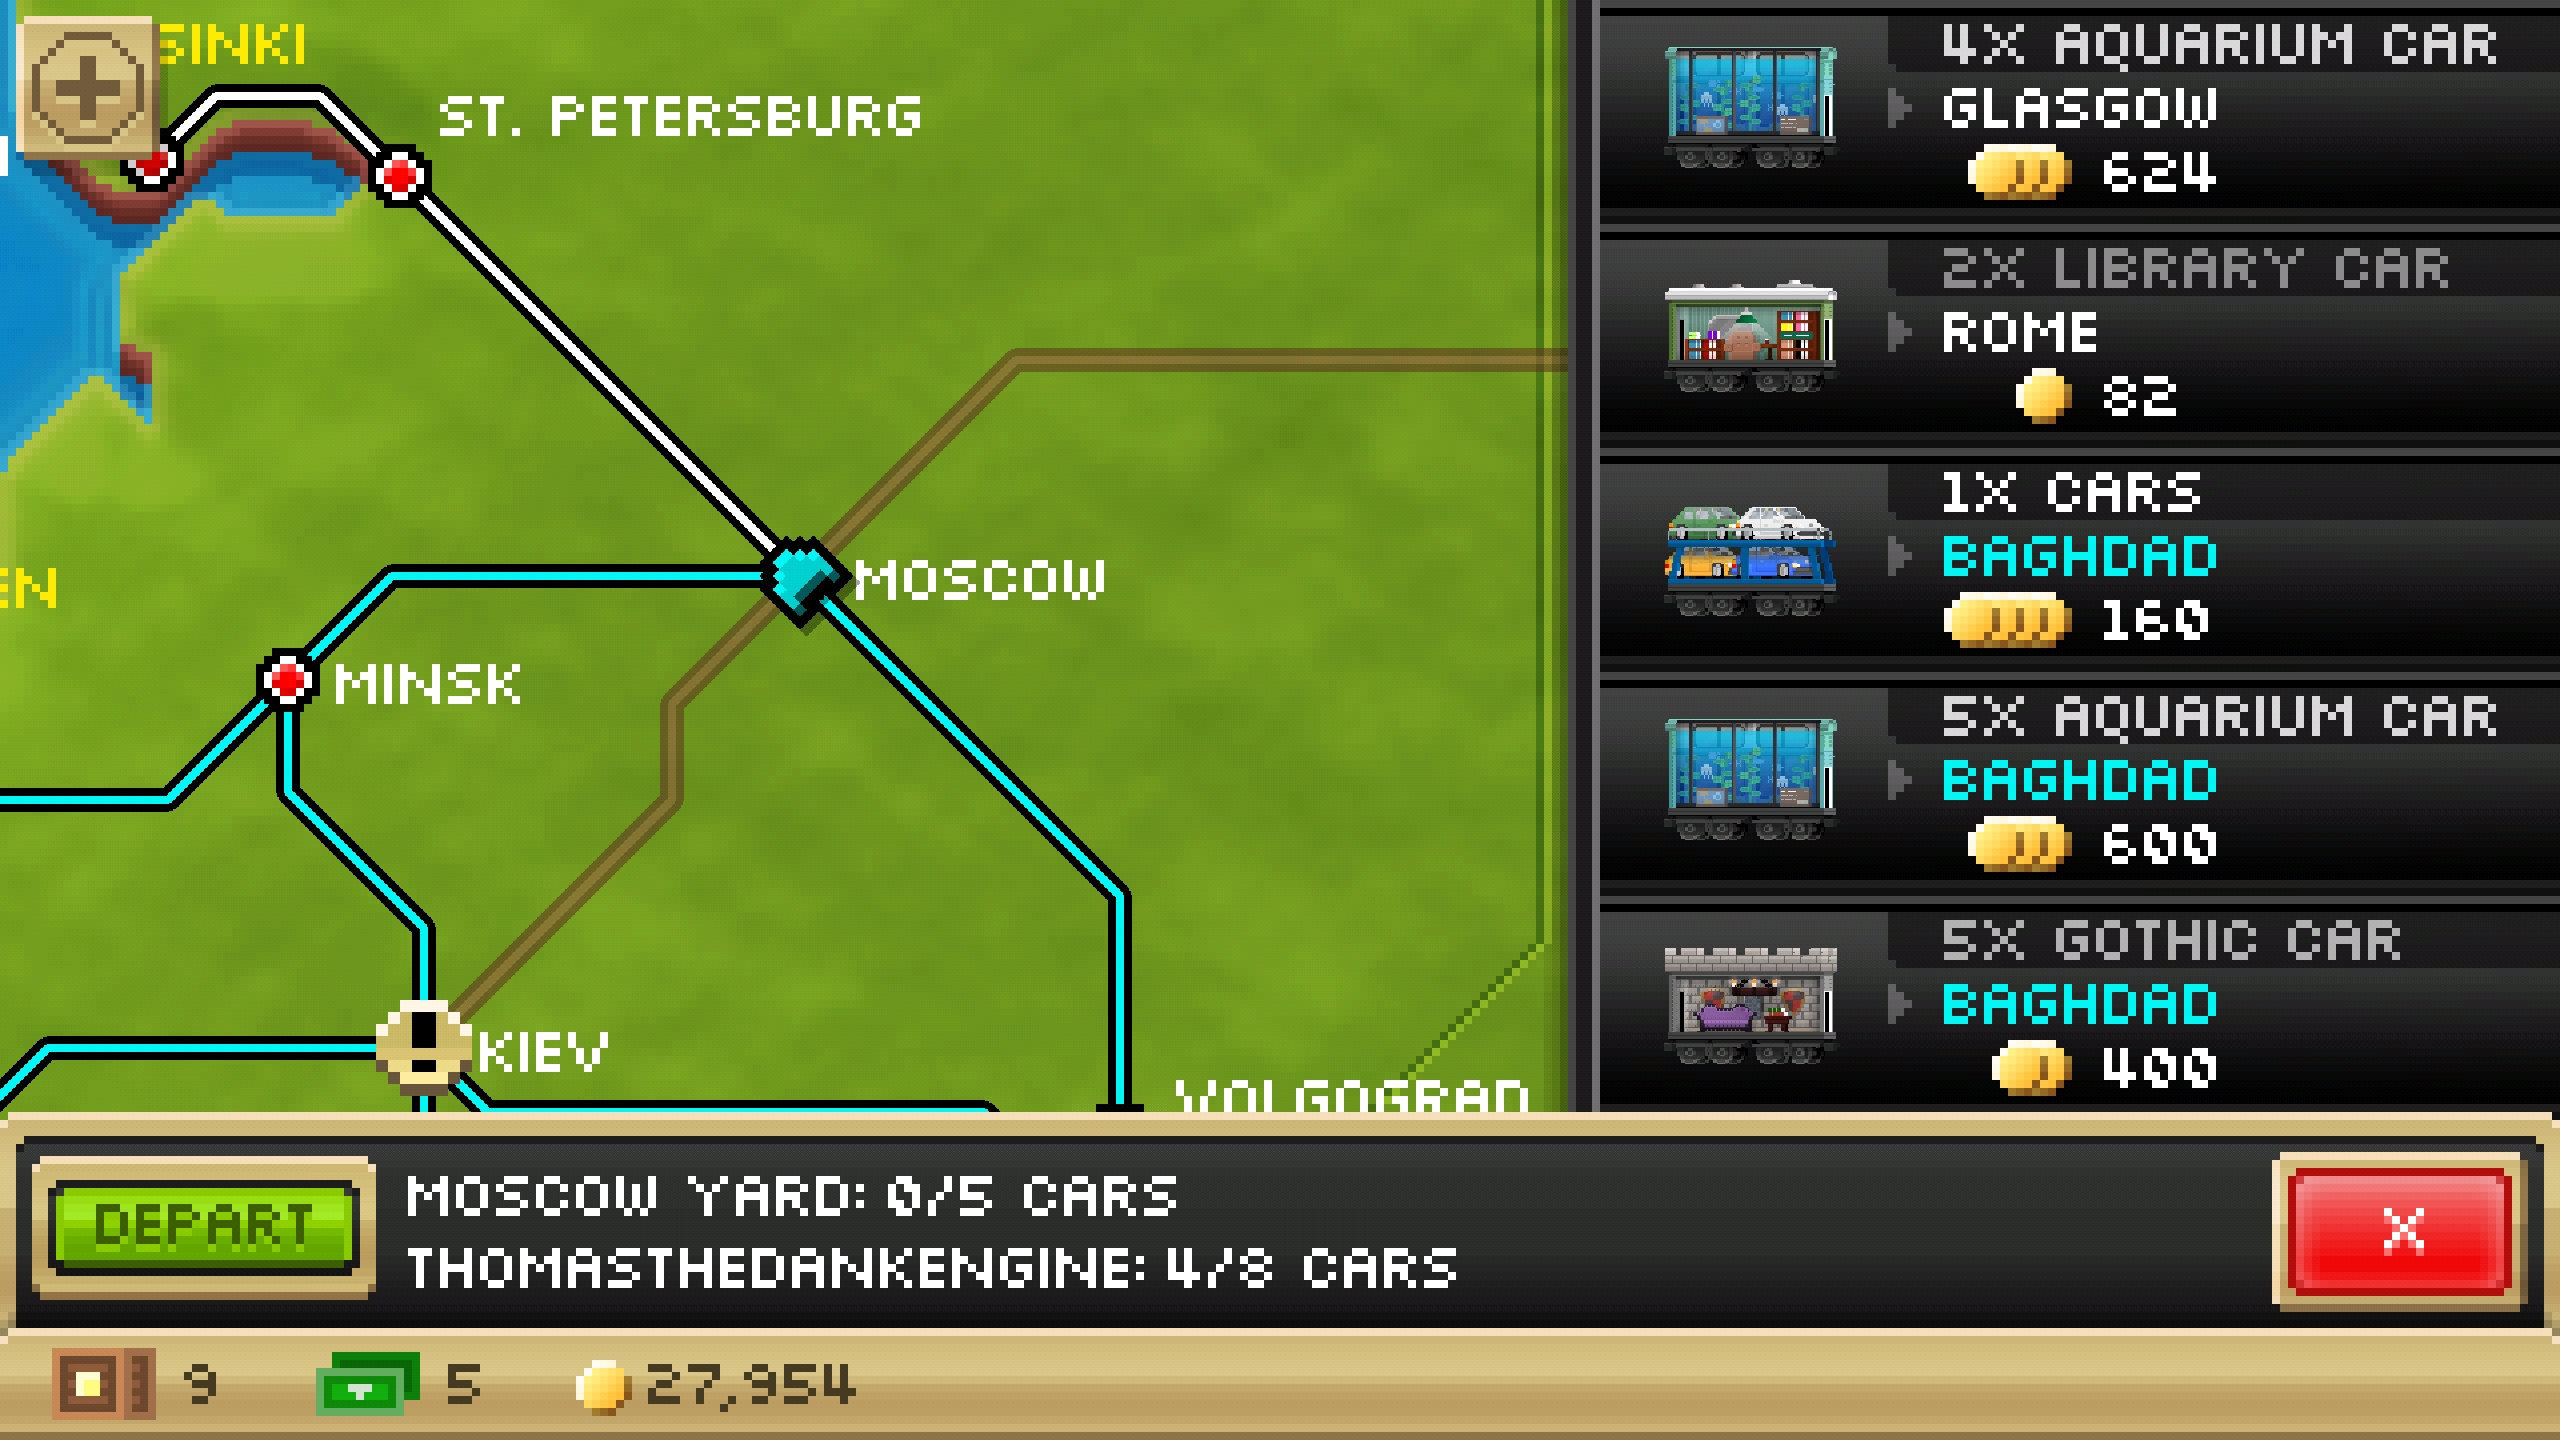 SINKI
ST. PETERSBURG
EN
MOSCOW
MINSK
KIEV
VOLGOGRAD
4X AQUARIUM CAR
GLASGOW
624
2X LIBRARY CAR
ROME
82
1X CARS
BAGHDAD
160
5X AQUARIUM CAR
BAGHDAD
600
5X GOTHIC CAR
BAGHDAD
400
DEPART
MOSCOW YARD: 0/5 CARS
THOMASTHEDANKENGINE: 4/8 CARS
X
9
5
27,954